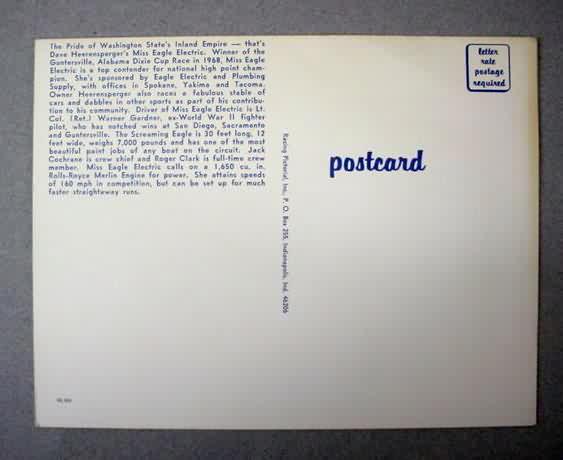 The Pride of Washington State's Inland Empire — that's
Dave Heerensperger's Miss Eagle Electric. Winner of the
Guntersville, Alabama Dixie Cup Race in 1968, Miss Eagle
Electric is a top contender for national high point cham-
pion. She's sponsored by Eagle Electric and Plumbing
Supply, with offices in Spokane, Yakima and Tacoma.
Owner Heerensperger also races a fabulous stable of
cars and dabbles in other sports as part of his contribu-
tion to his community. Driver of Miss Eagle Electric is Lt.
Col. (Ret.) Warner Gardner, ex-World War II fighter
pilot, who has notched wins at San Diego, Sacramento
and Guntersville. The Screaming Eagle is 30 feet long, 12
feet wide, weighs 7,000 pounds and has one of the most
beautiful paint jobs of any boat on the circuit. Jack
Cochrane is crew chief and Roger Clark is full-time crew
member. Miss Eagle Electric calls on a 1,650 cu. in.
Rolls-Royce Merlin Engine for power. She attains speeds
of 160 mph in competition, but can be set up for much
faster straightaway runs.
Racing Pictorial, Inc., P. O. Box 255, Indianapolis, Ind. 46206
postcard
letter
rate
postage
required